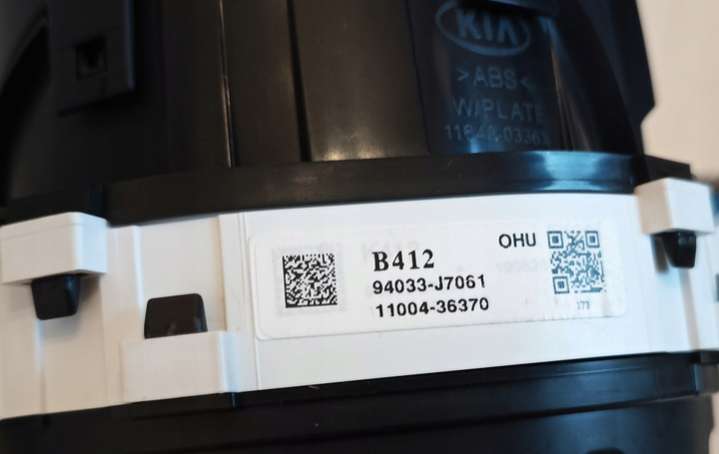 KIA
>ABS<
W/PLATE
OHU
B412
94033-J7061
11004-36370